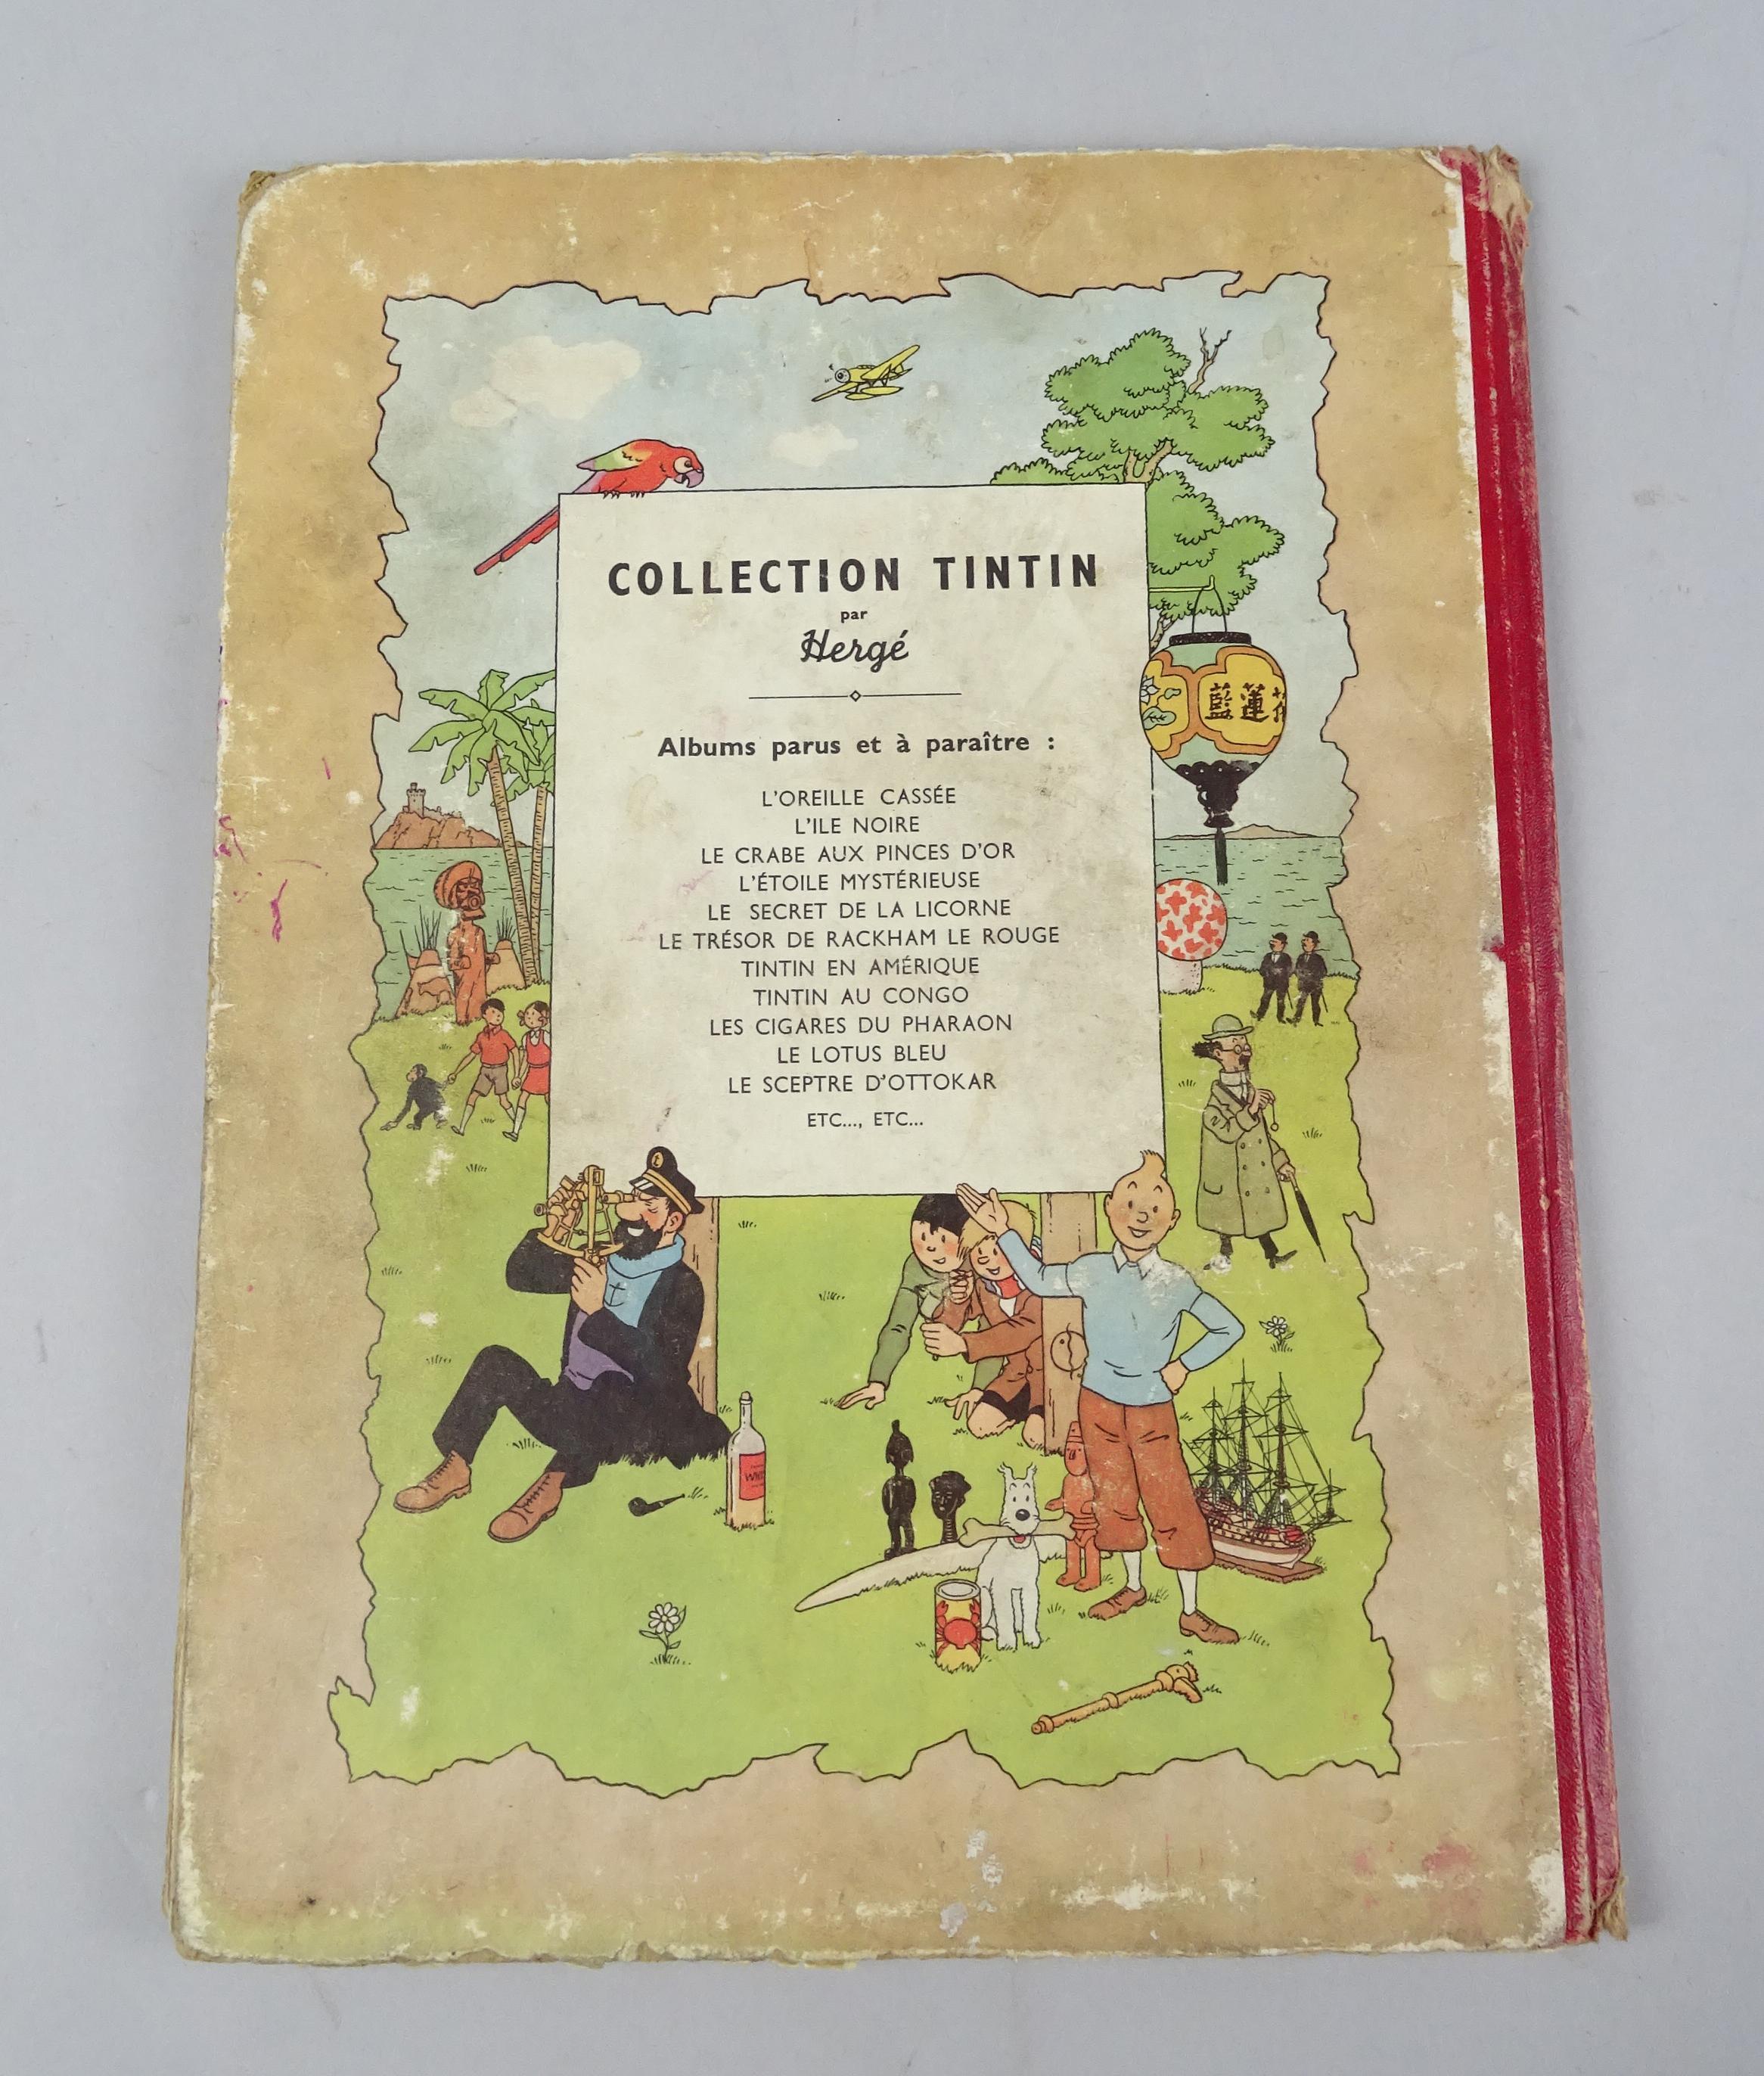 COLLECTION TINTIN
par
Hergé
Albums parus et à paraître :
L'OREILLE CASSÉE
L'ILE NOIRE
LE CRABE AUX PINCES D'OR
L'ÉTOILE MYSTÉRIEUSE
LE SECRET DE LA LICORNE
LE TRÉSOR DE RACKHAM LE ROUGE
TINTIN EN AMÉRIQUE
TINTIN AU CONGO
LES CIGARES DU PHARAON
LE LOTUS BLEU
LE SCEPTRE D'OTTOKAR
ETC..., ETC...
藍蓮